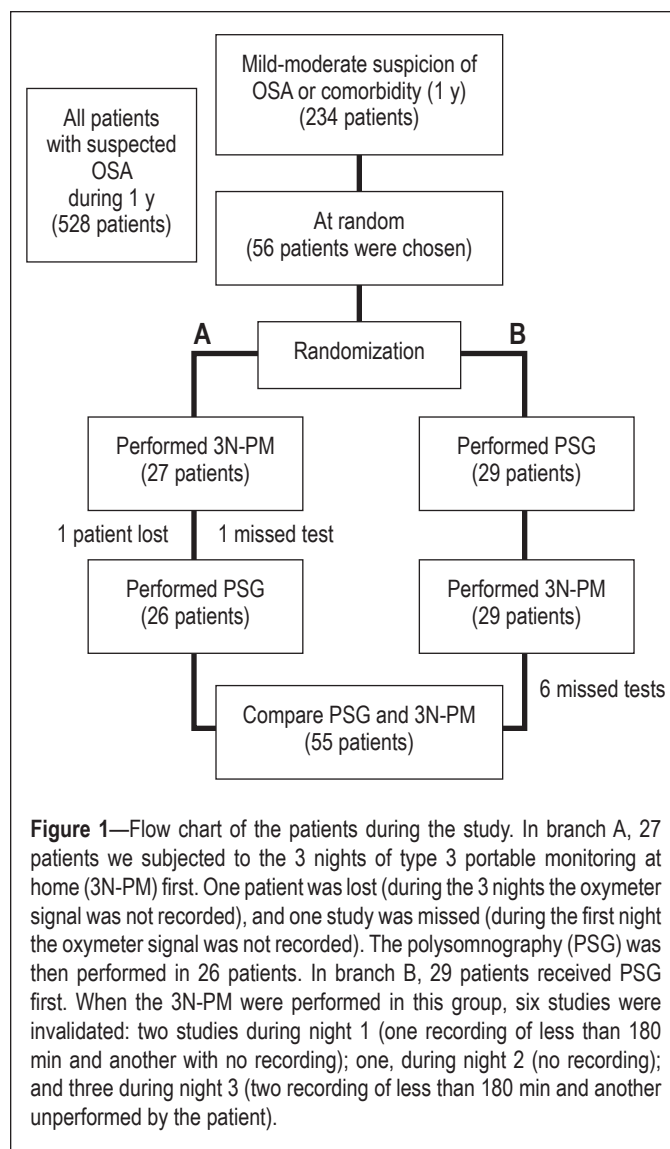 Mild-moderate suspicion of
OSA or comorbidity (1 y)
(234 patients)
All patients
with suspected
OSA
during 1 y
(528 patients)
At random
(56 patients were chosen)
A
B
Randomization
Performed 3N-PM
(27 patients)
Performed PSG
(29 patients)
1 patient lost
1 missed test
Performed PSG
(26 patients)
Performed 3N-PM
(29 patients)
6 missed tests
Compare PSG and 3N-PM
(55 patients)
Figure 1—Flow chart of the patients during the study. In branch A, 27
patients we subjected to the 3 nights of type 3 portable monitoring at
home (3N-PM) first. One patient was lost (during the 3 nights the oxymeter
signal was not recorded), and one study was missed (during the first night
the oxymeter signal was not recorded). The polysomnography (PSG) was
then performed in 26 patients. In branch B, 29 patients received PSG
first. When the 3N-PM were performed in this group, six studies were
invalidated: two studies during night 1 (one recording of less than 180
min and another with no recording); one, during night 2 (no recording);
and three during night 3 (two recording of less than 180 min and another
unperformed by the patient).